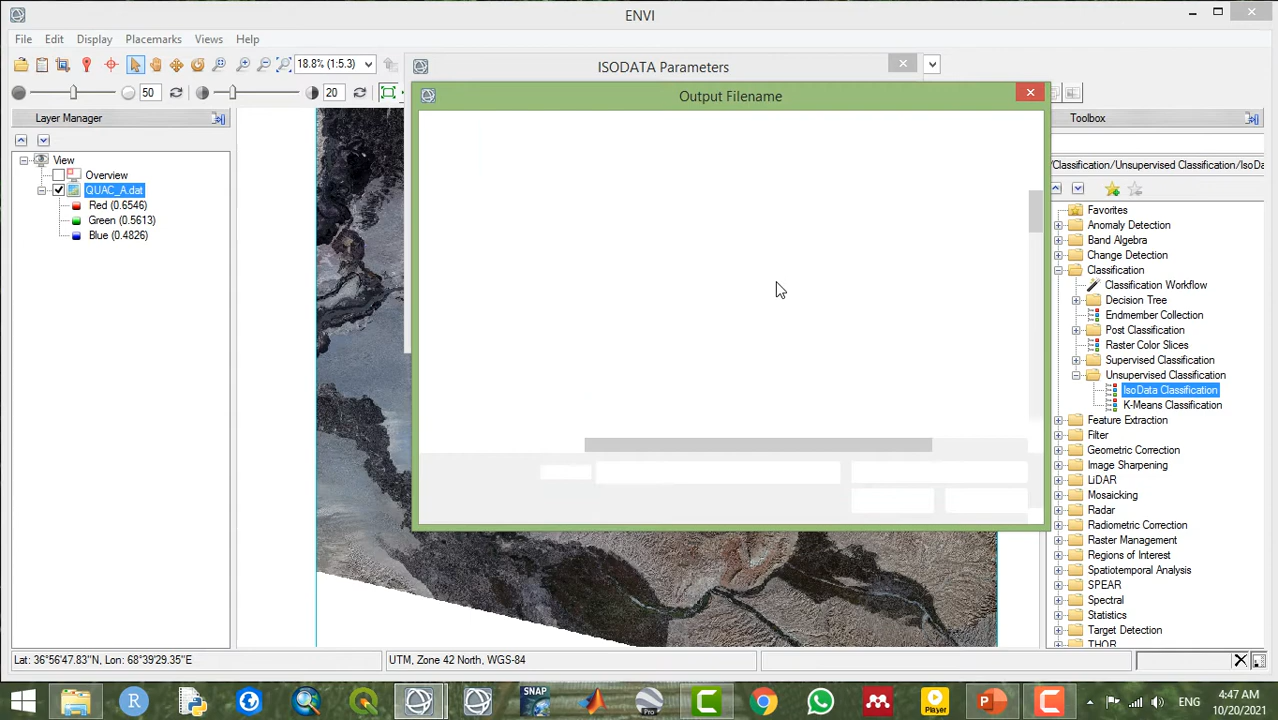 ENVI
File Edit Display Placemarks Views Help
18.8% (1:5.3)
ISODATA Parameters
50
20
Output Filename
Layer Manager
Toolbox
View
Overview
QUAC_A.dat
Red (0.6546)
Green (0.5613)
Blue (0.4826)
/Classification/Unsupervised Classification/IsoDa
Favorites
Anomaly Detection
Band Algebra
Change Detection
Classification
Classification Workflow
Decision Tree
Endmember Collection
Post Classification
Raster Color Slices
Supervised Classification
Unsupervised Classification
IsoData Classification
K-Means Classification
Feature Extraction
Filter
Geometric Correction
Image Sharpening
LiDAR
Mosaicking
Radar
Radiometric Correction
Raster Management
Regions of Interest
Spatiotemporal Analysis
SPEAR
Spectral
Statistics
Target Detection
THOR
Lat: 36°56'47.83"N, Lon: 68°39'29.35"E
UTM, Zone 42 North, WGS-84
R
SNAP
Pro
C
Player
P
C
ENG
4:47 AM
10/20/2021